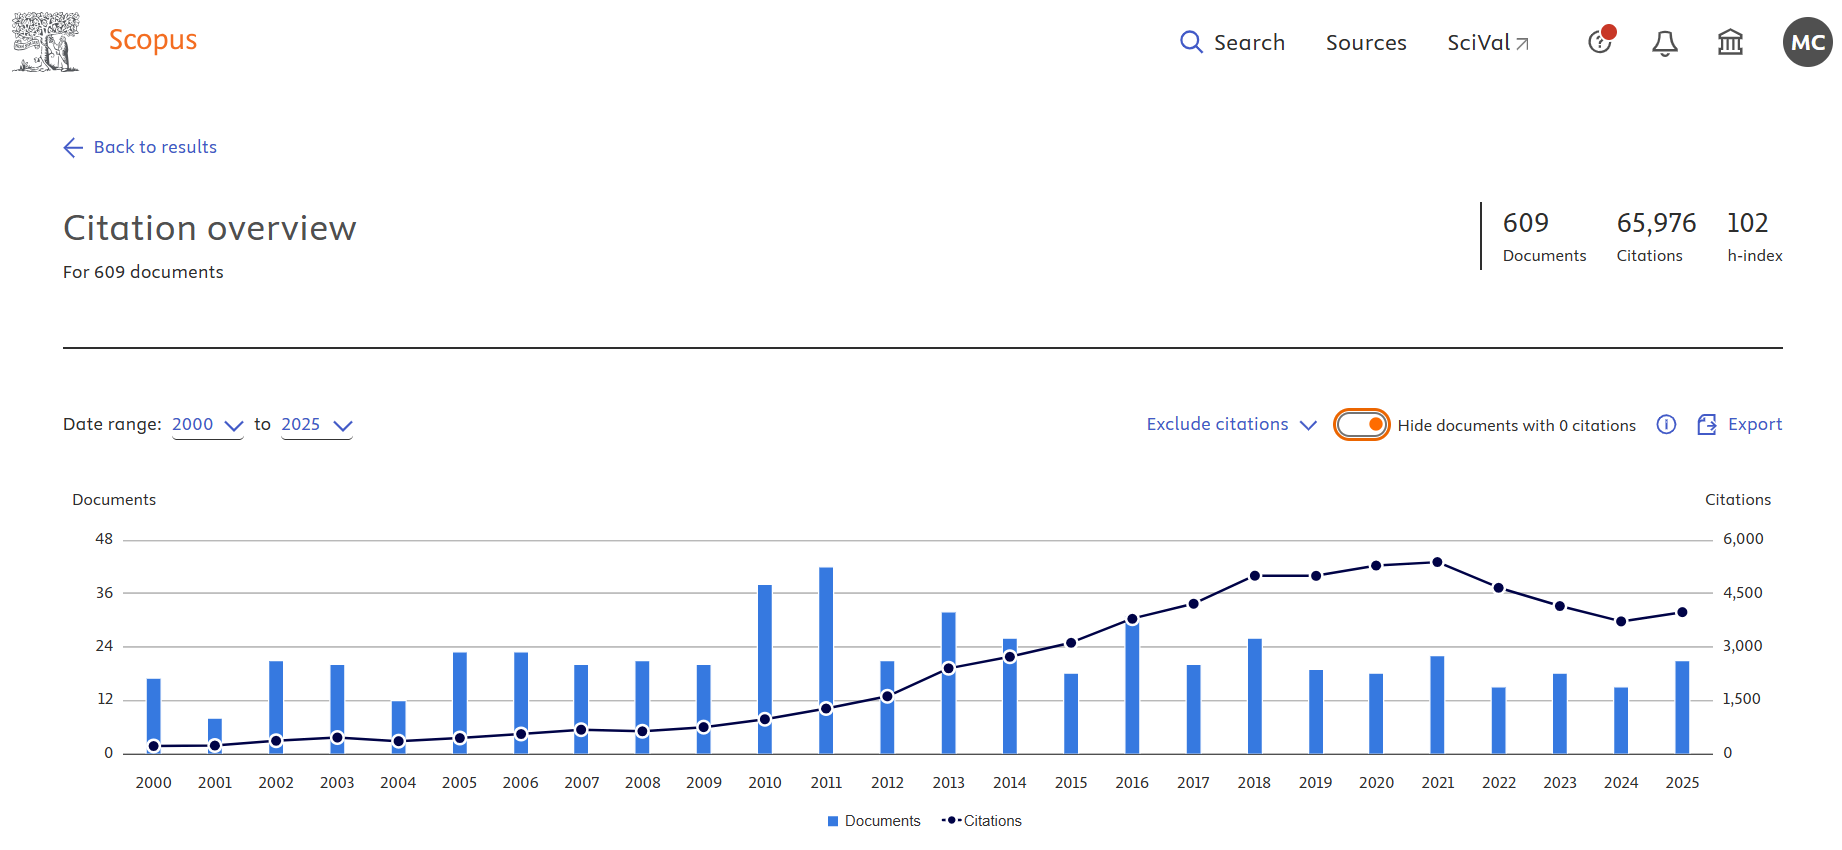 Scopus
Search Sources SciVal
MC
Back to results
Citation overview
For 609 documents
609 65,976 102
Documents Citations h-index
Date range: 2000 to 2025
Exclude citations Hide documents with 0 citations Export
Documents Citations
48 6,000
36 4,500
24 3,000
12 1,500
0 0
2000 2001 2002 2003 2004 2005 2006 2007 2008 2009 2010 2011 2012 2013 2014 2015 2016 2017 2018 2019 2020 2021 2022 2023 2024 2025
Documents Citations